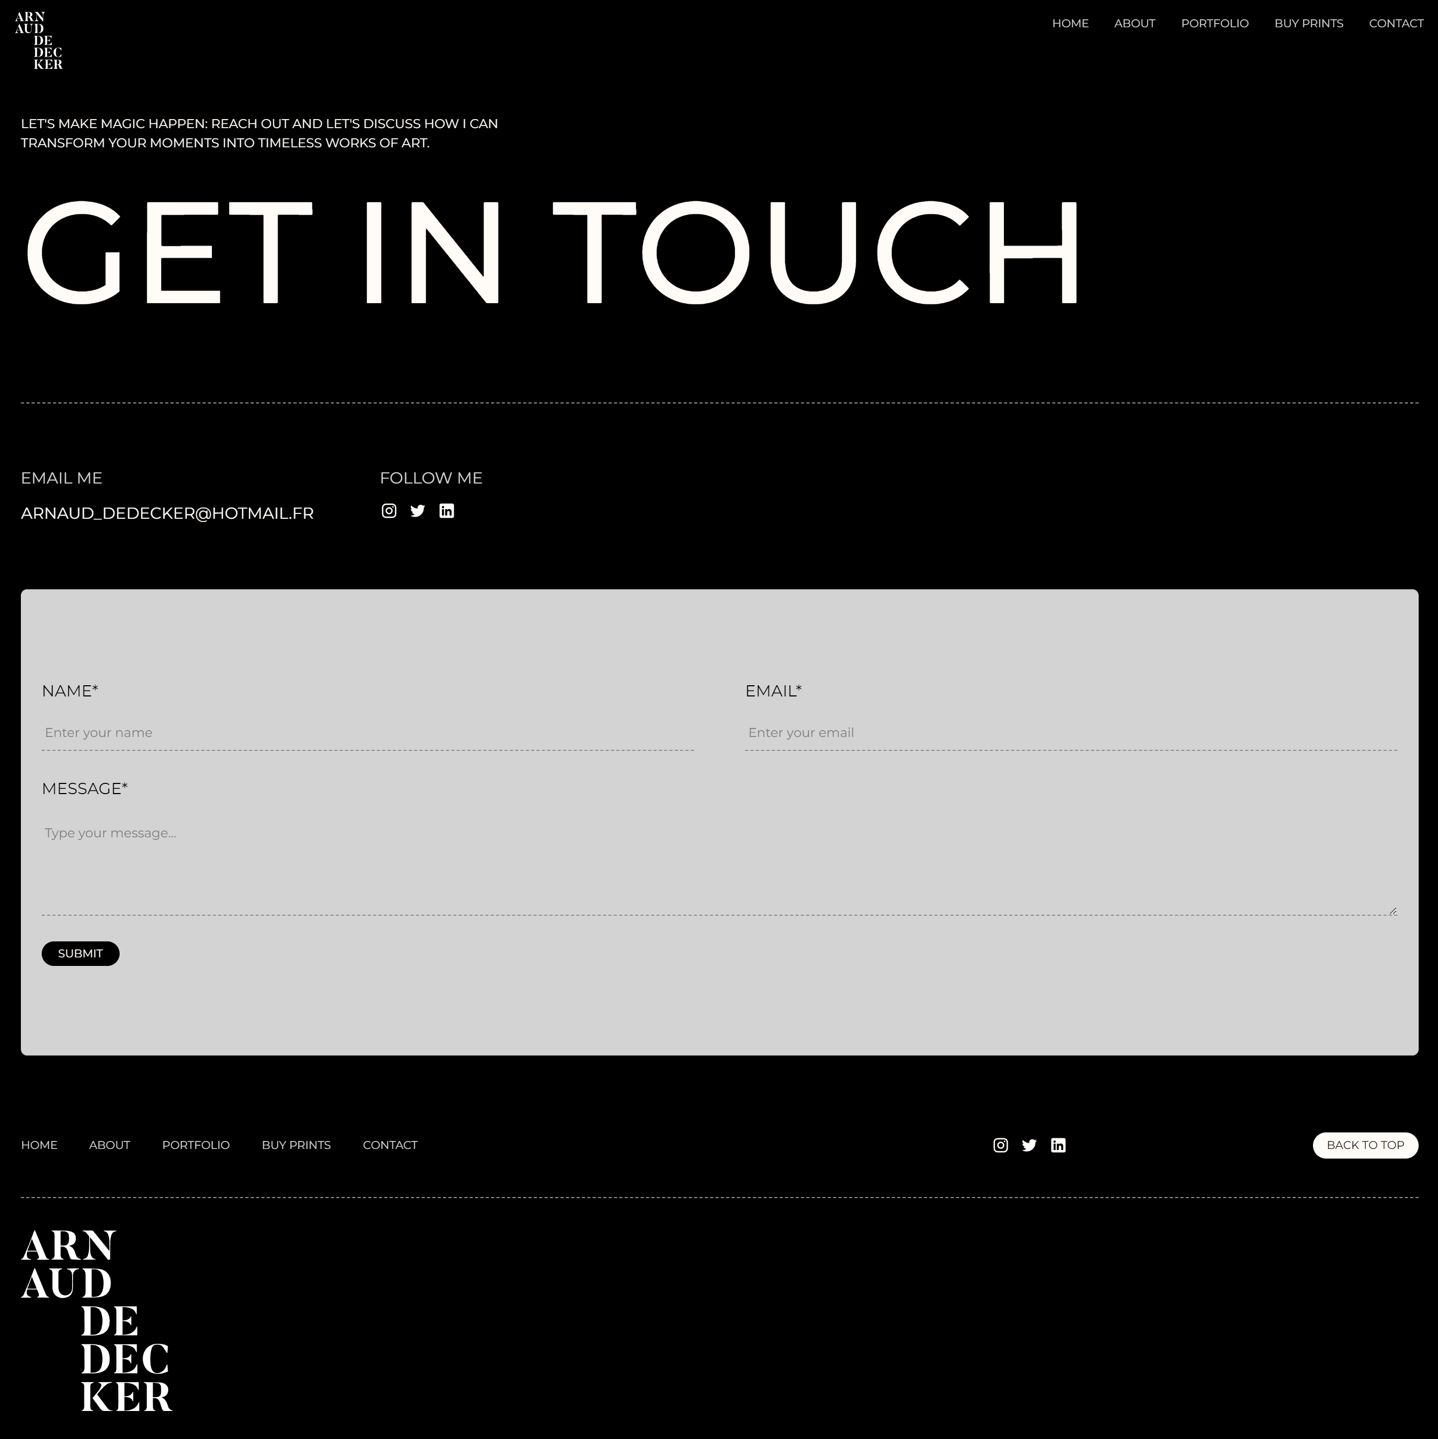 ARN
AUD
DE
DEC
KER
HOME ABOUT PORTFOLIO BUY PRINTS CONTACT
LET'S MAKE MAGIC HAPPEN: REACH OUT AND LET'S DISCUSS HOW I CAN
TRANSFORM YOUR MOMENTS INTO TIMELESS WORKS OF ART.
GET IN TOUCH
EMAIL ME FOLLOW ME
ARNAUD_DEDECKER@HOTMAIL.FR
NAME* EMAIL*
Enter your name Enter your email
MESSAGE*
Type your message...
SUBMIT
HOME ABOUT PORTFOLIO BUY PRINTS CONTACT BACK TO TOP
ARN
AUD
DE
DEC
KER